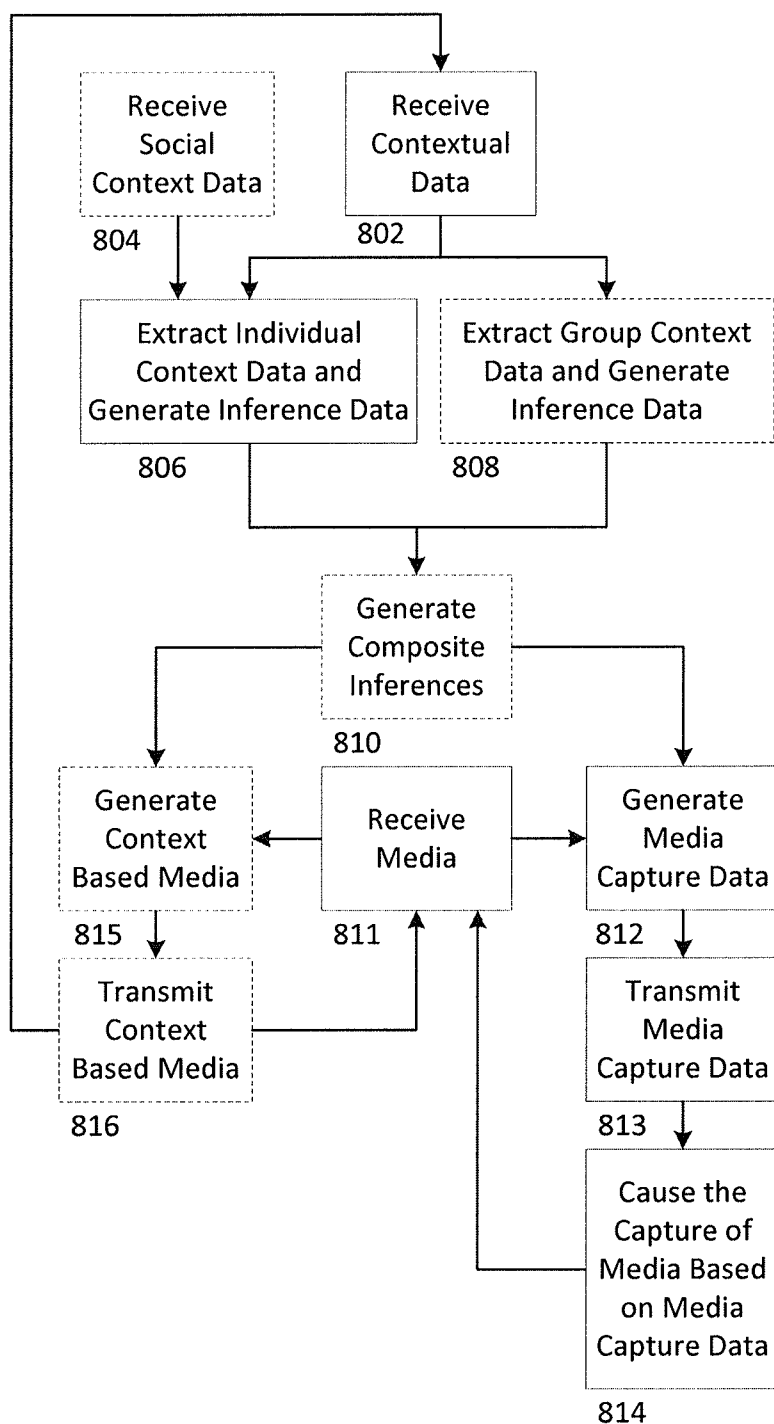 Receive
Social
Context Data
804
Receive
Contextual
Data
802
Extract Individual
Context Data and
Generate Inference Data
806
Extract Group Context
Data and Generate
Inference Data
808
Generate
Composite
Inferences
810
Generate
Context
Based Media
815
Receive
Media
811
Generate
Media
Capture Data
812
Transmit
Context
Based Media
816
Transmit
Media
Capture Data
813
Cause the
Capture of
Media Based
on Media
Capture Data
814